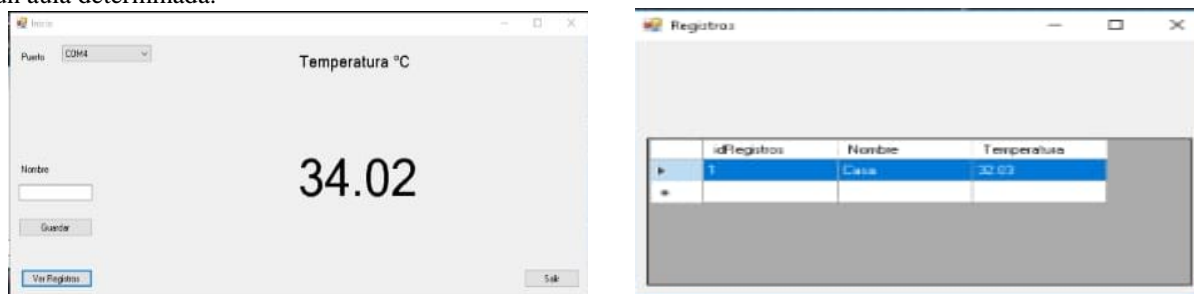 un aula determinada.
Inicio
Puerto COM4
Temperatura °C
34.02
Nombre
Guardar
Ver Registros
Salir
Registros
idRegistros Nombre Temperatura
1 Casa 32.03